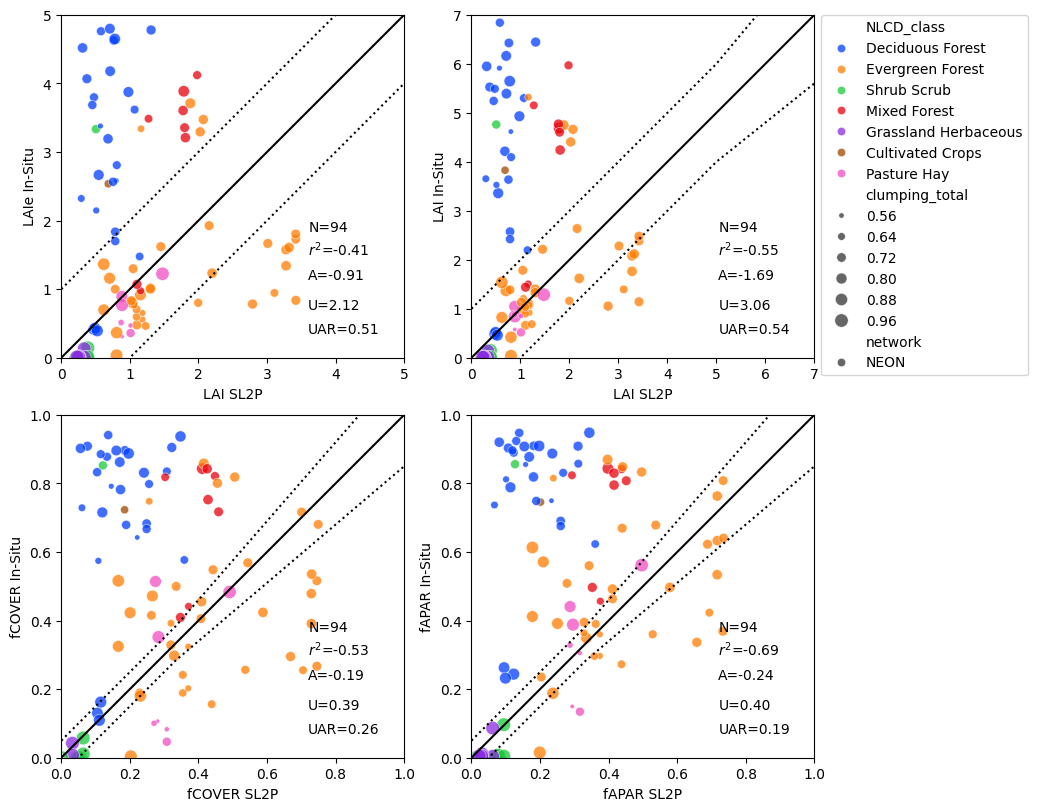 5
4
3
2
1
0
LAIe In-Situ
0
1
2
3
4
5
LAI SL2P
N=94
r²=-0.41
A=-0.91
U=2.12
UAR=0.51
7
6
5
4
3
2
1
0
LAI In-Situ
0
1
2
3
4
5
6
7
LAI SL2P
N=94
r²=-0.55
A=-1.69
U=3.06
UAR=0.54
NLCD_class
Deciduous Forest
Evergreen Forest
Shrub Scrub
Mixed Forest
Grassland Herbaceous
Cultivated Crops
Pasture Hay
clumping_total
0.56
0.64
0.72
0.80
0.88
0.96
network
NEON
1.0
0.8
0.6
0.4
0.2
0.0
fCOVER In-Situ
0.0
0.2
0.4
0.6
0.8
1.0
fCOVER SL2P
N=94
r²=-0.53
A=-0.19
U=0.39
UAR=0.26
1.0
0.8
0.6
0.4
0.2
0.0
fAPAR In-Situ
0.0
0.2
0.4
0.6
0.8
1.0
fAPAR SL2P
N=94
r²=-0.69
A=-0.24
U=0.40
UAR=0.19